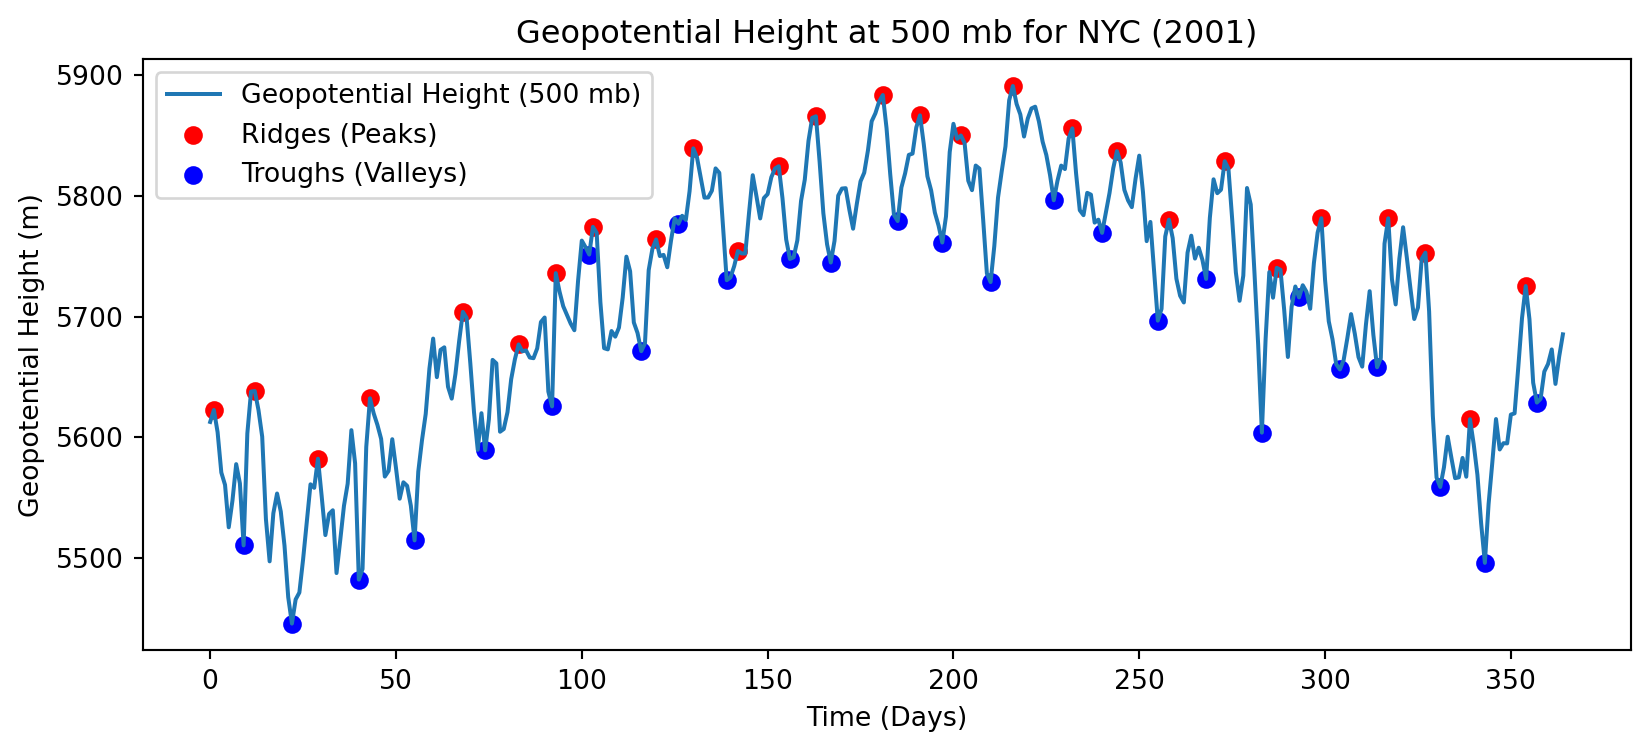 Geopotential Height at 500 mb for NYC (2001)
Geopotential Height (500 mb)
Ridges (Peaks)
Troughs (Valleys)
Geopotential Height (m)
5900
5800
5700
5600
5500
0 50 100 150 200 250 300 350
Time (Days)